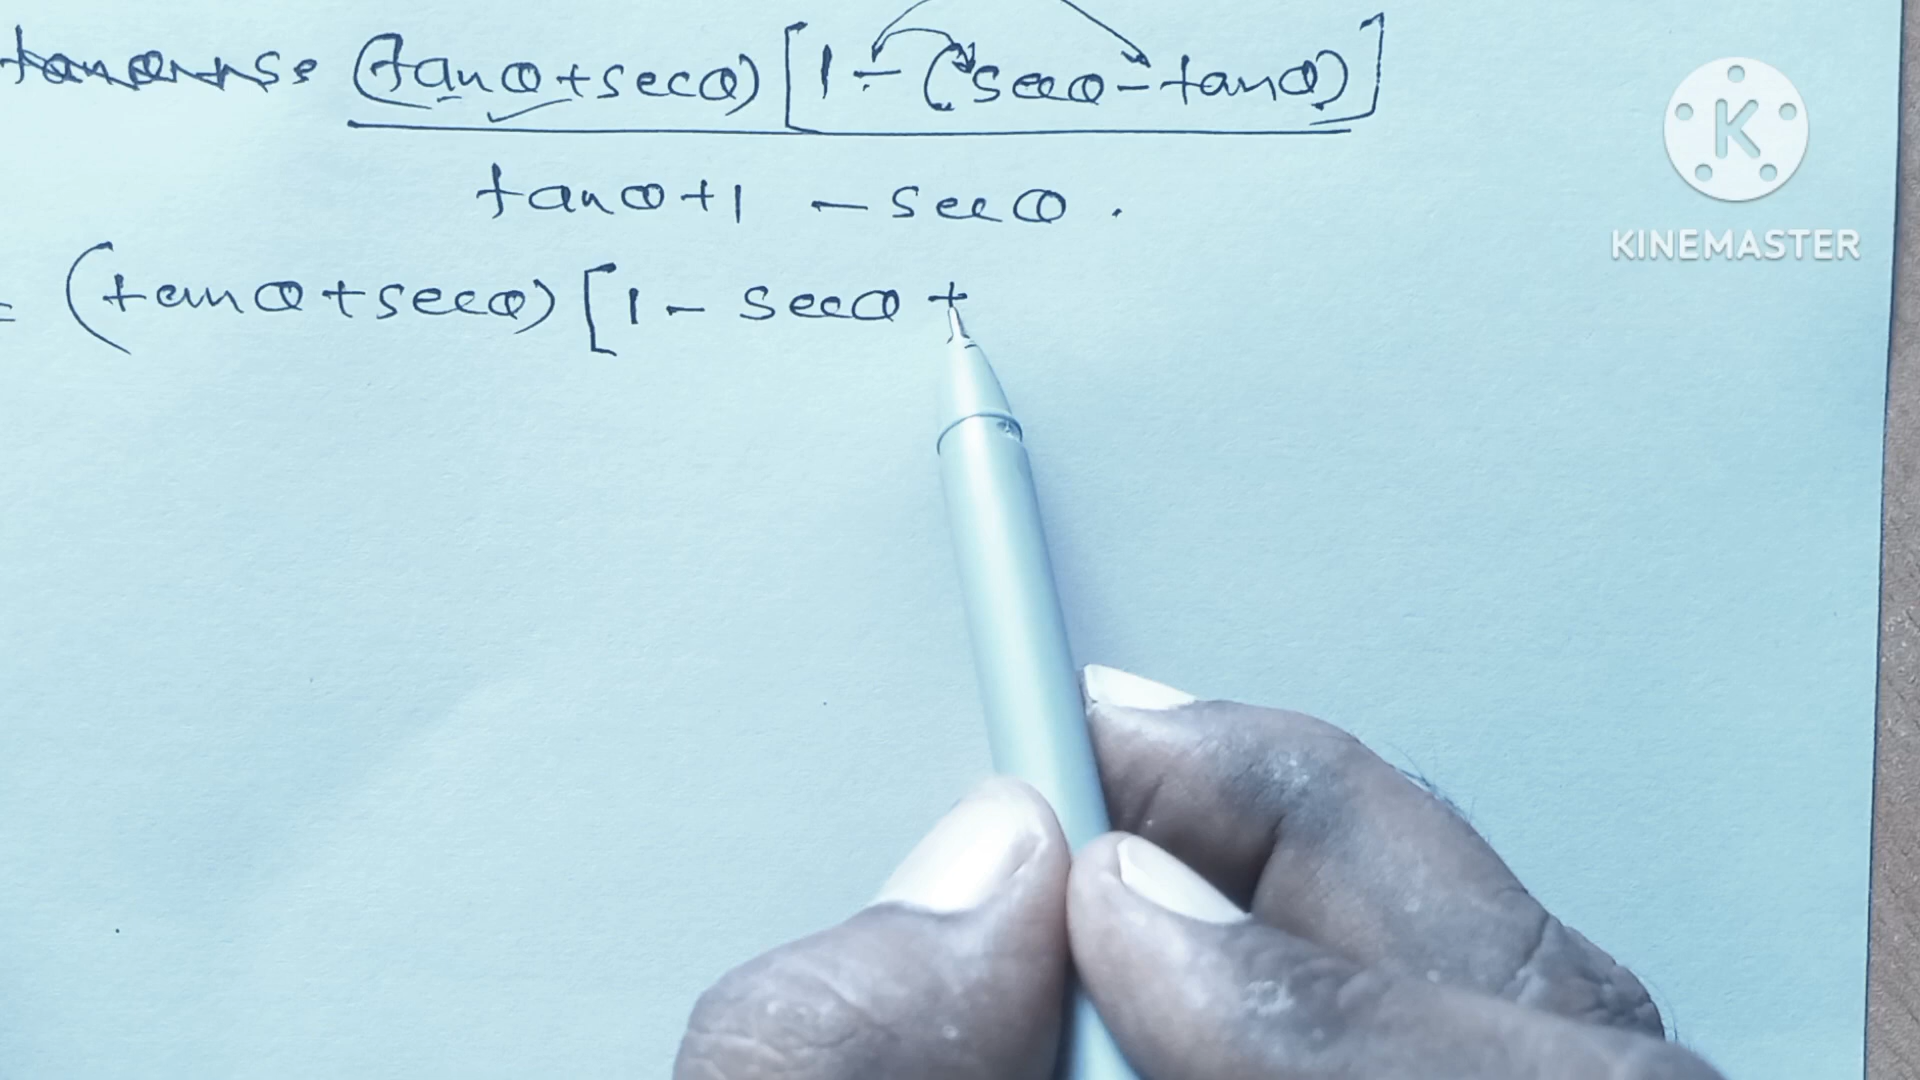 (tanθ+secθ)[1-(secθ-tanθ)]
tanθ+1 -secθ.
= (tanθ+secθ)[1- secθ +
K
KINEMASTER